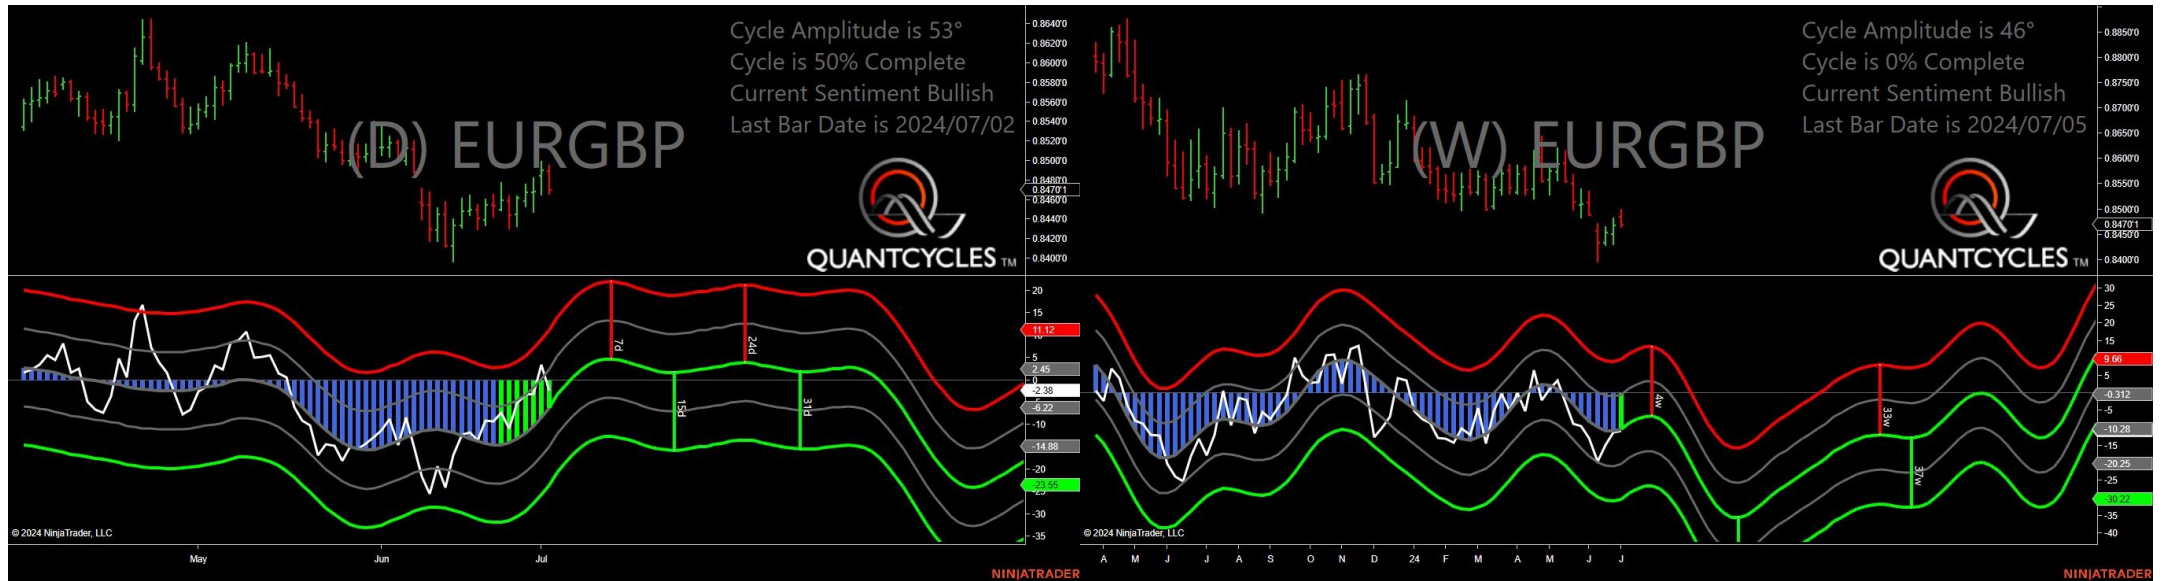 Cycle Amplitude is 53°
Cycle is 50% Complete
Current Sentiment Bullish
Last Bar Date is 2024/07/02
(D) EURGBP
QUANTCYCLES TM
0.8640'0
0.8620'0
0.8600'0
0.8580'0
0.8560'0
0.8540'0
0.8520'0
0.8500'0
0.8480'0
0.8470'1
0.8460'0
0.8440'0
0.8420'0
0.8400'0
20
15
11.12
5
2.45
0
-2.38
-6.22
-10
-14.88
-20
-23.55
-30
-35
7d
15d
24d
31d
© 2024 NinjaTrader, LLC
May Jun Jul
NINJATRADER
Cycle Amplitude is 46°
Cycle is 0% Complete
Current Sentiment Bullish
Last Bar Date is 2024/07/05
(W) EURGBP
QUANTCYCLES TM
0.8850'0
0.8800'0
0.8750'0
0.8700'0
0.8650'0
0.8600'0
0.8550'0
0.8500'0
0.8470'1
0.8450'0
0.8400'0
30
25
20
15
9.66
5
-0.312
-5
-10.28
-15
-20.25
-25
-30.22
-35
-40
4w
33w
37w
© 2024 NinjaTrader, LLC
A M J J A S O N D 24 F M A M J J
NINJATRADER